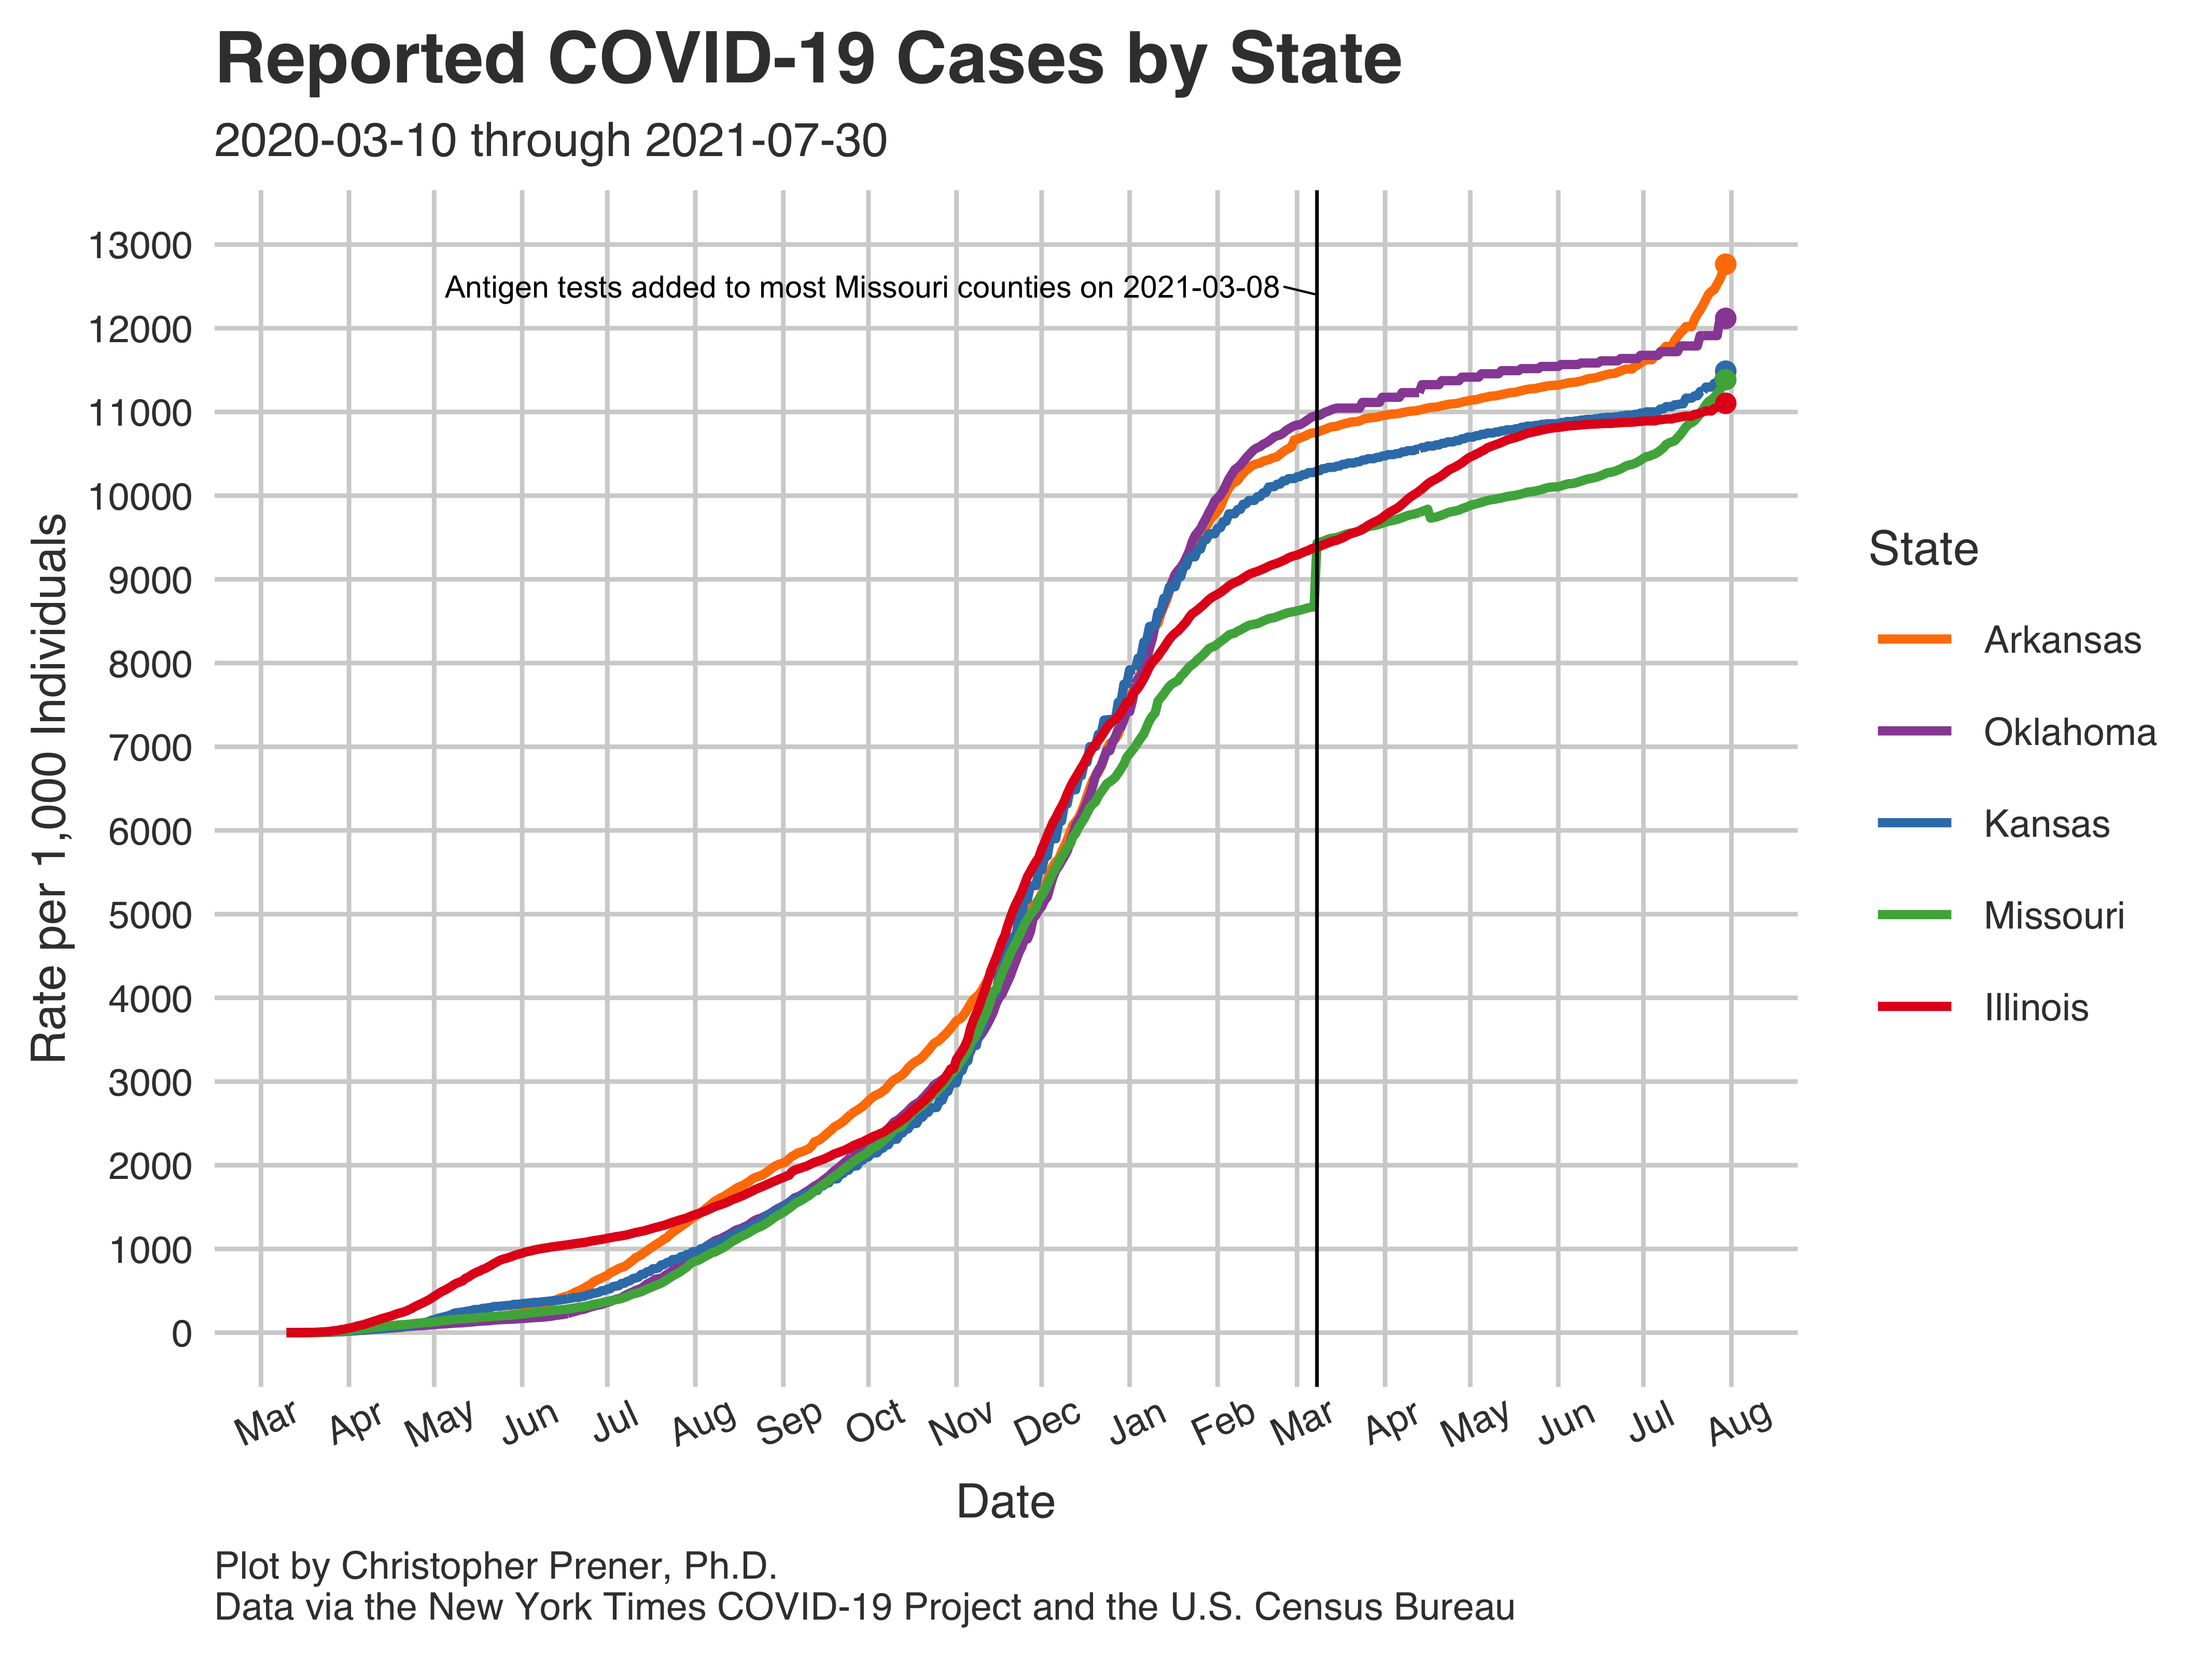 Reported COVID-19 Cases by State
2020-03-10 through 2021-07-30
13000
12000
11000
10000
9000
8000
7000
6000
5000
4000
3000
2000
1000
0
Rate per 1,000 Individuals
Antigen tests added to most Missouri counties on 2021-03-08
State
Arkansas
Oklahoma
Kansas
Missouri
Illinois
Mar Apr May Jun Jul Aug Sep Oct Nov Dec Jan Feb Mar Apr May Jun Jul Aug
Date
Plot by Christopher Prener, Ph.D.
Data via the New York Times COVID-19 Project and the U.S. Census Bureau